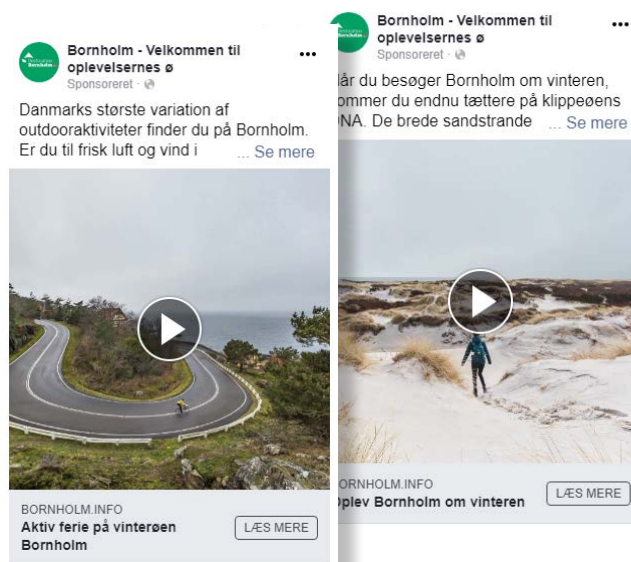 Bornholm - Velkommen til
oplevelsernes ø
Sponsoreret ·
Danmarks største variation af
outdooraktiviteter finder du på Bornholm.
Er du til frisk luft og vind i ... Se mere
BORNHOLM.INFO
Aktiv ferie på vinterøen
Bornholm
LÆS MERE
Bornholm - Velkommen til
oplevelsernes ø
Sponsoreret ·
år du besøger Bornholm om vinteren,
ommer du endnu tættere på klippeøens
NA. De brede sandstrande ... Se mere
ORNHOLM.INFO
plev Bornholm om vinteren
LÆS MERE